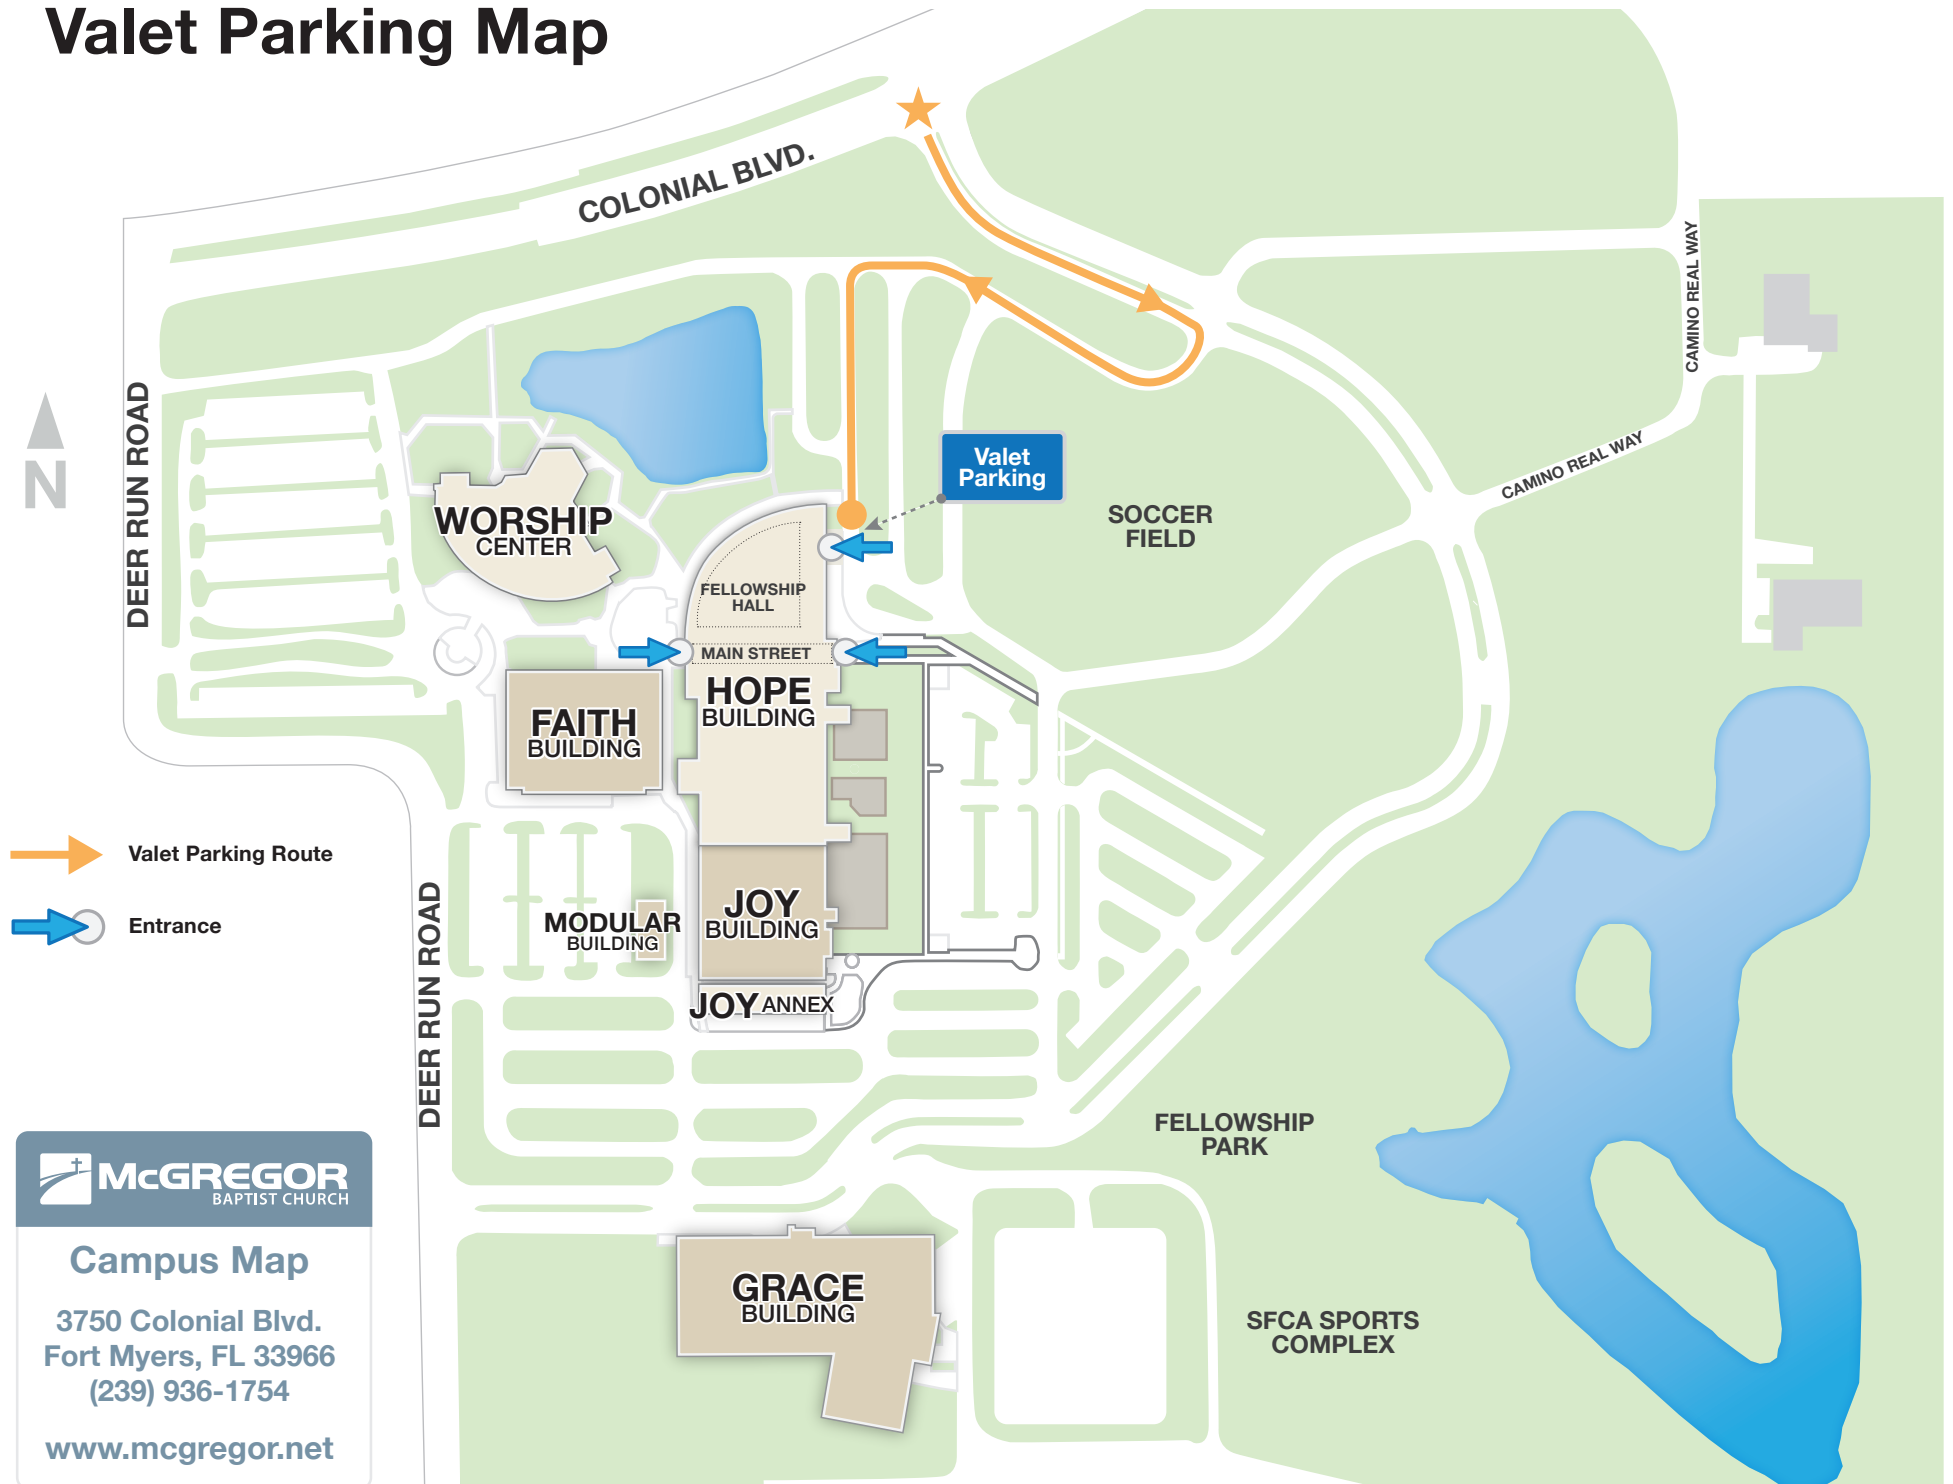 Valet Parking Map
COLONIAL BLVD.
CAMINO REAL WAY
DEER RUN ROAD
N
Valet
Parking
CAMINO REAL WAY
SOCCER
FIELD
WORSHIP
CENTER
FELLOWSHIP
HALL
MAIN STREET
HOPE
BUILDING
FAITH
BUILDING
Valet Parking Route
Entrance
DEER RUN ROAD
MODULAR
BUILDING
JOY
BUILDING
JOY ANNEX
FELLOWSHIP
PARK
McGREGOR
BAPTIST CHURCH
Campus Map
3750 Colonial Blvd.
Fort Myers, FL 33966
(239) 936-1754
www.mcgregor.net
GRACE
BUILDING
SFCA SPORTS
COMPLEX